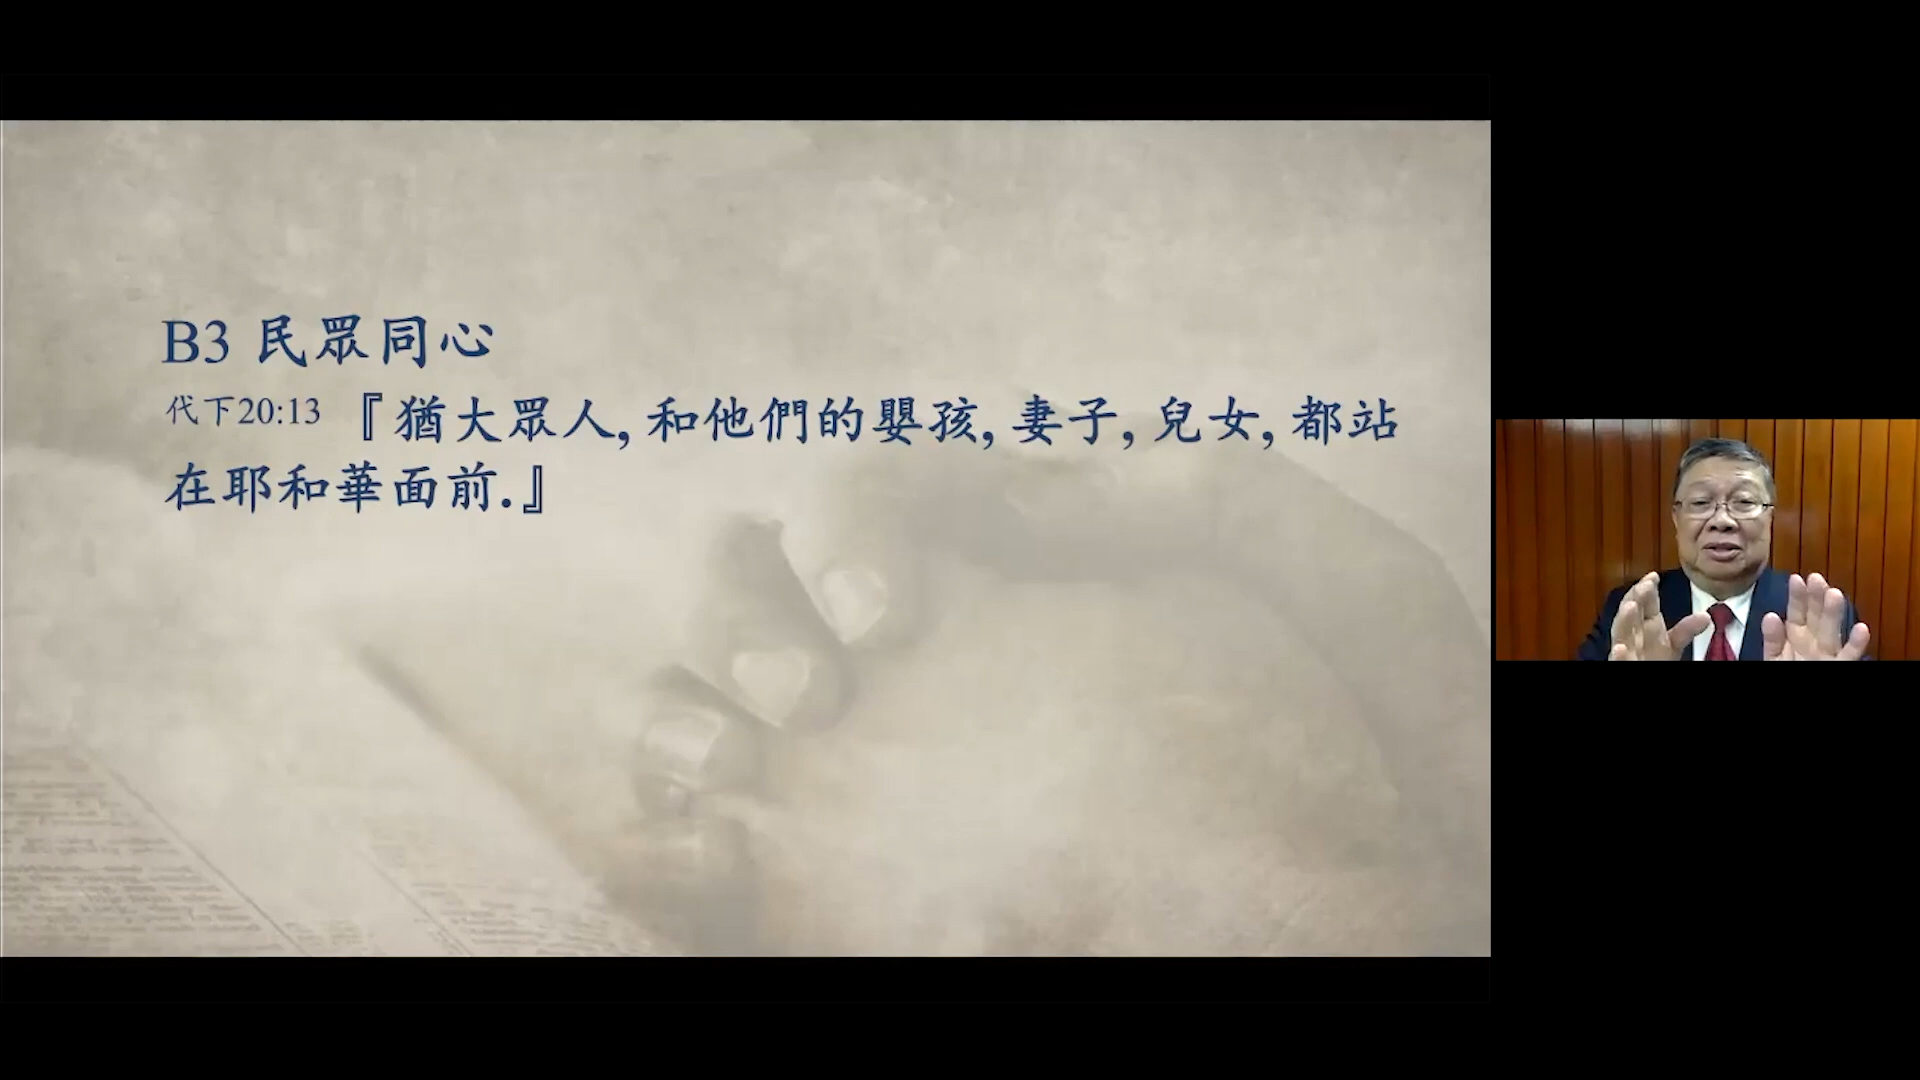 B3 民眾同心
代下20:13 『猶大眾人, 和他們的嬰孩, 妻子, 兒女, 都站
在耶和華面前.』